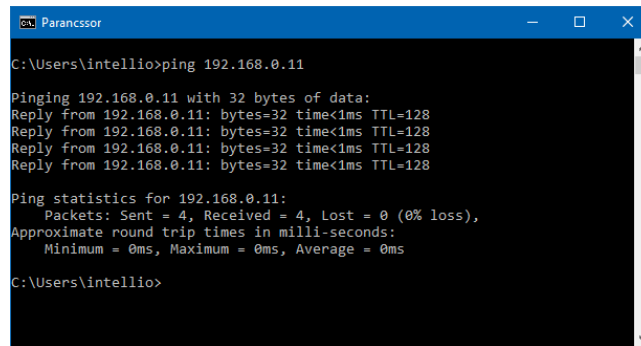 Parancssor
C:\Users\intellio>ping 192.168.0.11
Pinging 192.168.0.11 with 32 bytes of data:
Reply from 192.168.0.11: bytes=32 time<1ms TTL=128
Reply from 192.168.0.11: bytes=32 time<1ms TTL=128
Reply from 192.168.0.11: bytes=32 time<1ms TTL=128
Reply from 192.168.0.11: bytes=32 time<1ms TTL=128
Ping statistics for 192.168.0.11:
    Packets: Sent = 4, Received = 4, Lost = 0 (0% loss),
Approximate round trip times in milli-seconds:
    Minimum = 0ms, Maximum = 0ms, Average = 0ms
C:\Users\intellio>